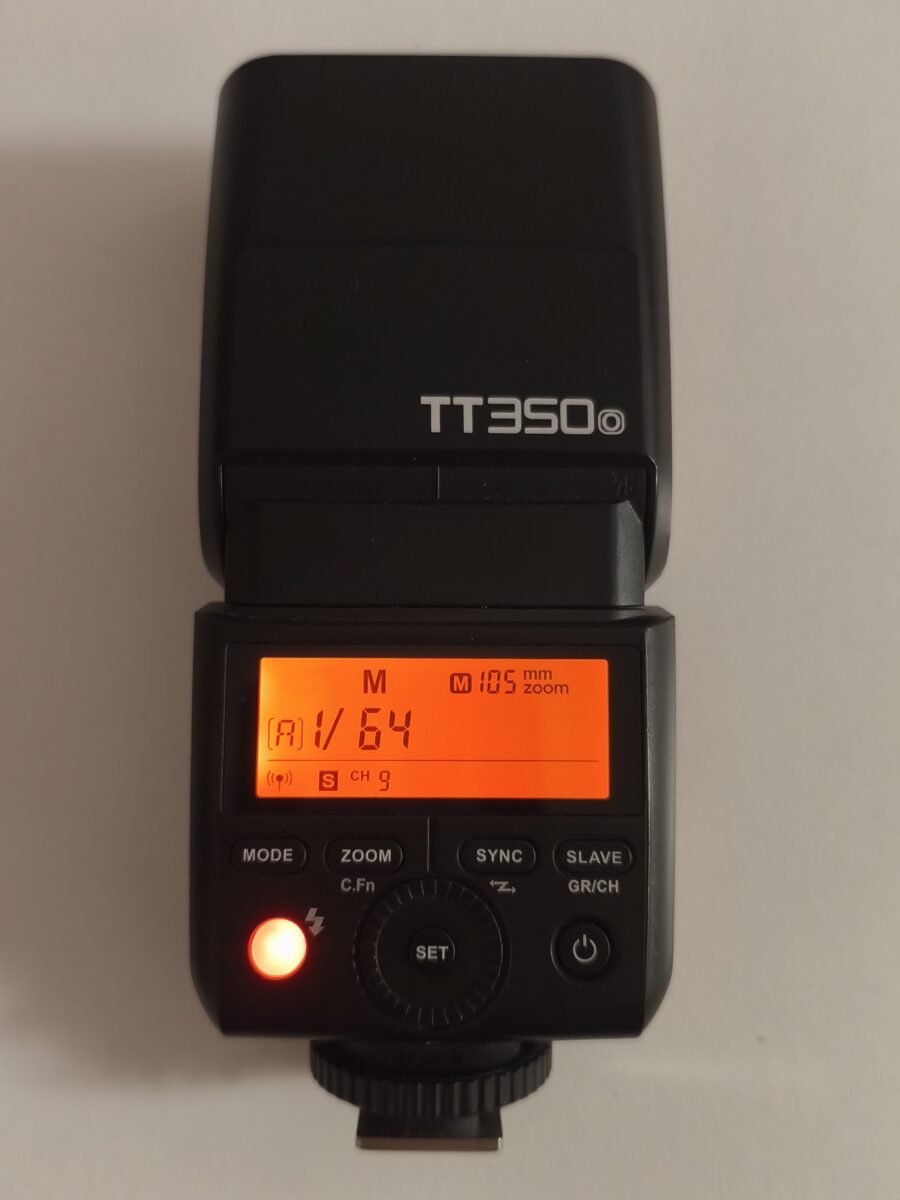 TT350o
M M 105 mm zoom
[A] 1/ 64
S CH 9
MODE ZOOM SYNC SLAVE
C.Fn GR/CH
SET